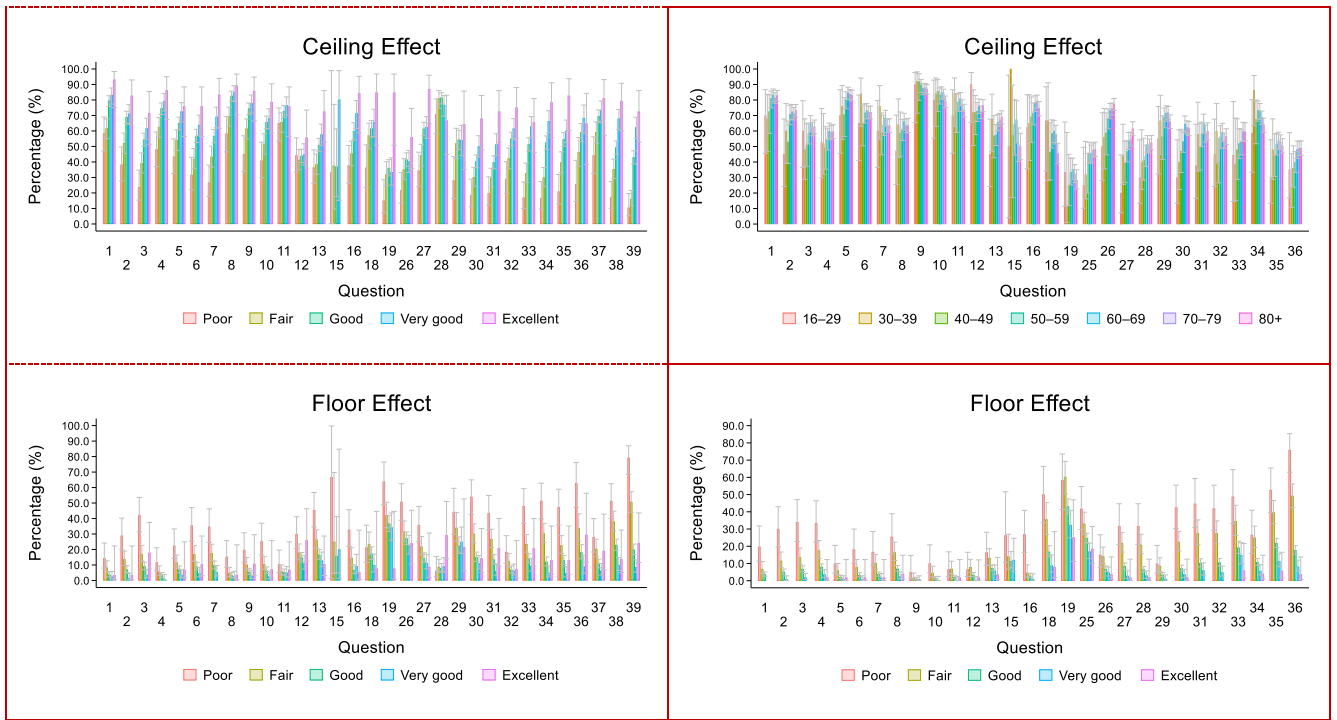 Ceiling Effect
Percentage (%)
100.0
90.0
80.0
70.0
60.0
50.0
40.0
30.0
20.0
10.0
0.0
1 3 5 7 9 11 13 16 19 27 29 31 33 35 37 39
2 4 6 8 10 12 15 18 26 28 30 32 34 36 38
Question
Poor Fair Good Very good Excellent
Ceiling Effect
Percentage (%)
100.0
90.0
80.0
70.0
60.0
50.0
40.0
30.0
20.0
10.0
0.0
1 3 5 7 9 11 13 16 19 26 28 30 32 34 36
2 4 6 8 10 12 15 18 25 27 29 31 33 35
Question
16–29 30–39 40–49 50–59 60–69 70–79 80+
Floor Effect
Percentage (%)
100.0
90.0
80.0
70.0
60.0
50.0
40.0
30.0
20.0
10.0
0.0
1 3 5 7 9 11 13 16 19 27 29 31 33 35 37 39
2 4 6 8 10 12 15 18 26 28 30 32 34 36 38
Question
Poor Fair Good Very good Excellent
Floor Effect
Percentage (%)
90.0
80.0
70.0
60.0
50.0
40.0
30.0
20.0
10.0
0.0
1 3 5 7 9 11 13 16 19 26 28 30 32 34 36
2 4 6 8 10 12 15 18 25 27 29 31 33 35
Question
Poor Fair Good Very good Excellent